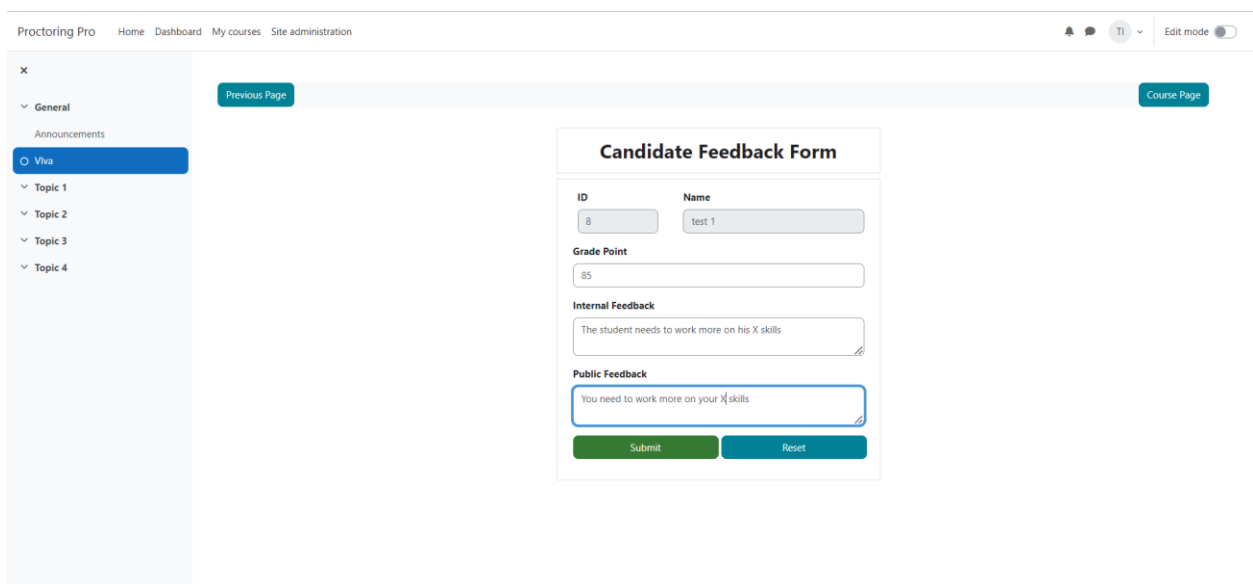 Proctoring Pro Home Dashboard My courses Site administration TI Edit mode
General
Announcements
VIva
Topic 1
Topic 2
Topic 3
Topic 4
Previous Page Course Page
Candidate Feedback Form
ID Name
8 test 1
Grade Point
85
Internal Feedback
The student needs to work more on his X skills
Public Feedback
You need to work more on your X skills
Submit Reset